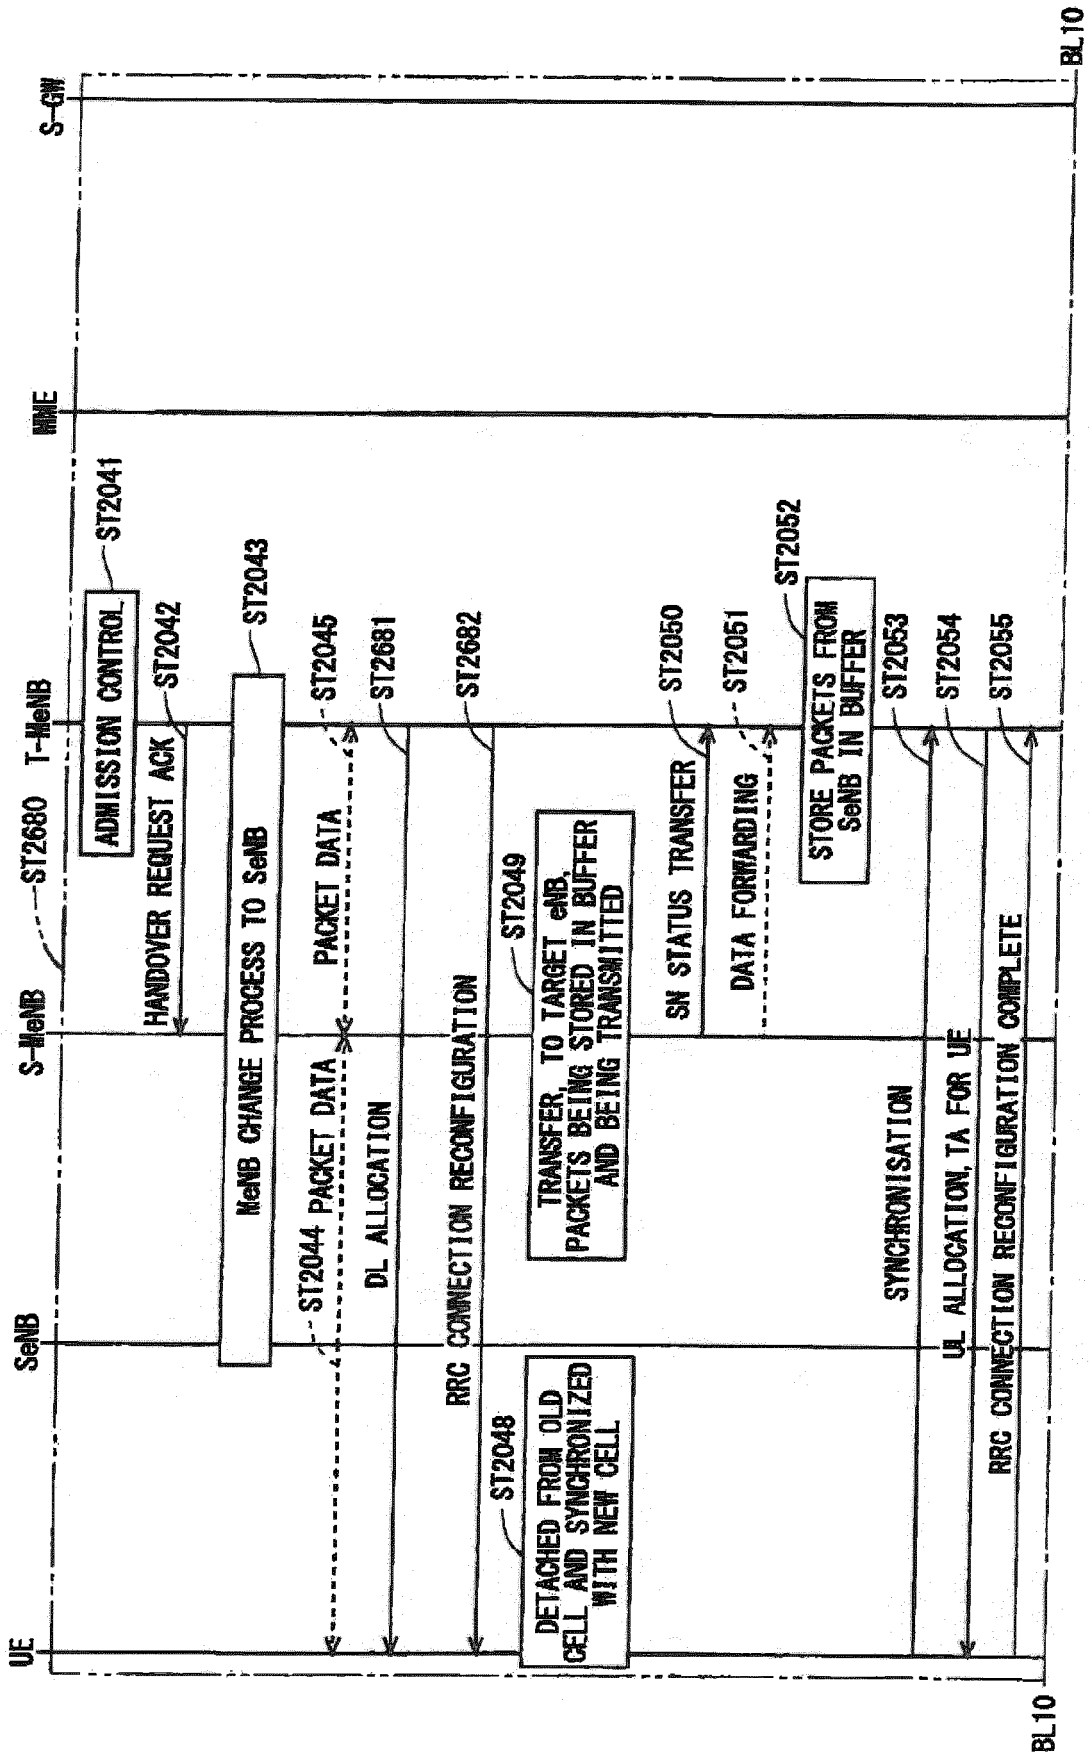 UE
SeNB
S-MeNB
ST2680
T-MeNB
MME
S-GW
ADMISSION CONTROL
ST2041
HANDOVER REQUEST ACK
ST2042
MeNB CHANGE PROCESS TO SeNB
ST2043
ST2044
PACKET DATA
PACKET DATA
ST2045
DL ALLOCATION
ST2681
RRC CONNECTION RECONFIGURATION
ST2682
ST2048
DETACHED FROM OLD
CELL AND SYNCHRONIZED
WITH NEW CELL
ST2049
TRANSFER, TO TARGET eNB,
PACKETS BEING STORED IN BUFFER
AND BEING TRANSMITTED
SN STATUS TRANSFER
ST2050
DATA FORWARDING
ST2051
ST2052
STORE PACKETS FROM
SeNB IN BUFFER
SYNCHRONISATION
ST2053
UL ALLOCATION, TA FOR UE
ST2054
RRC CONNECTION RECONFIGURATION COMPLETE
ST2055
BL10
BL10